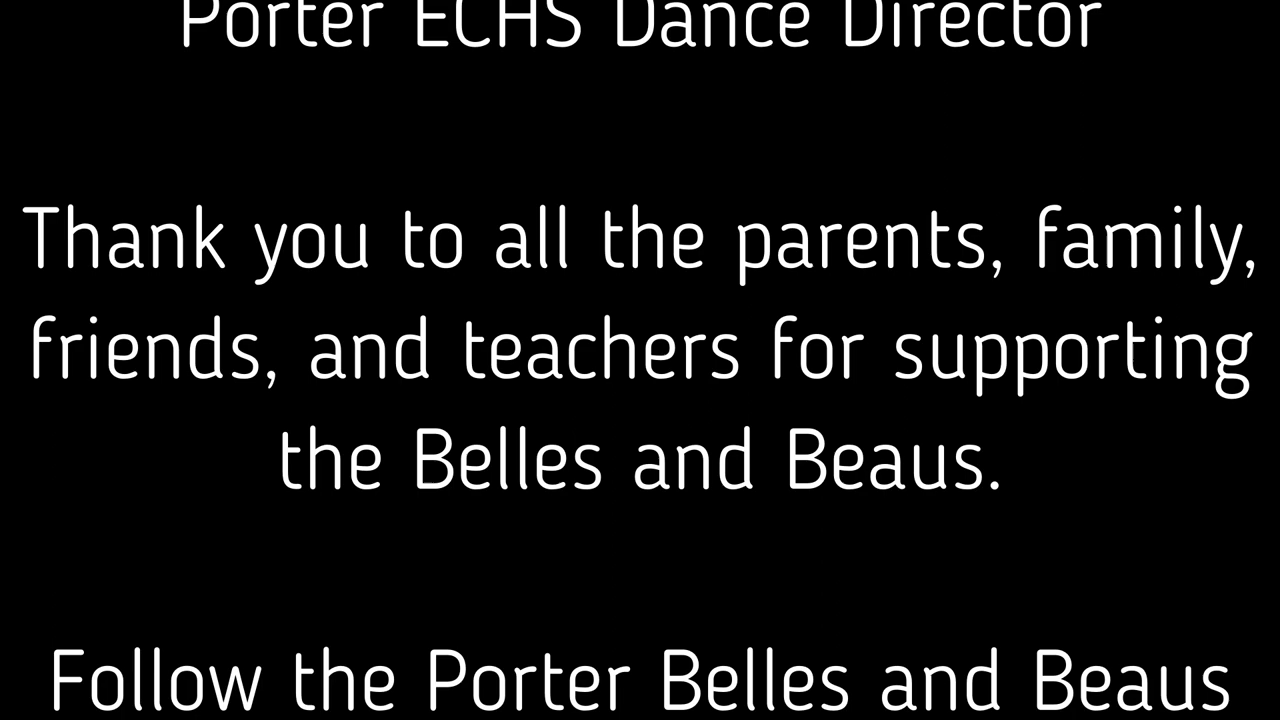 Porter ECHS Dance Director
Thank you to all the parents, family,
friends, and teachers for supporting
the Belles and Beaus.
Follow the Porter Belles and Beaus